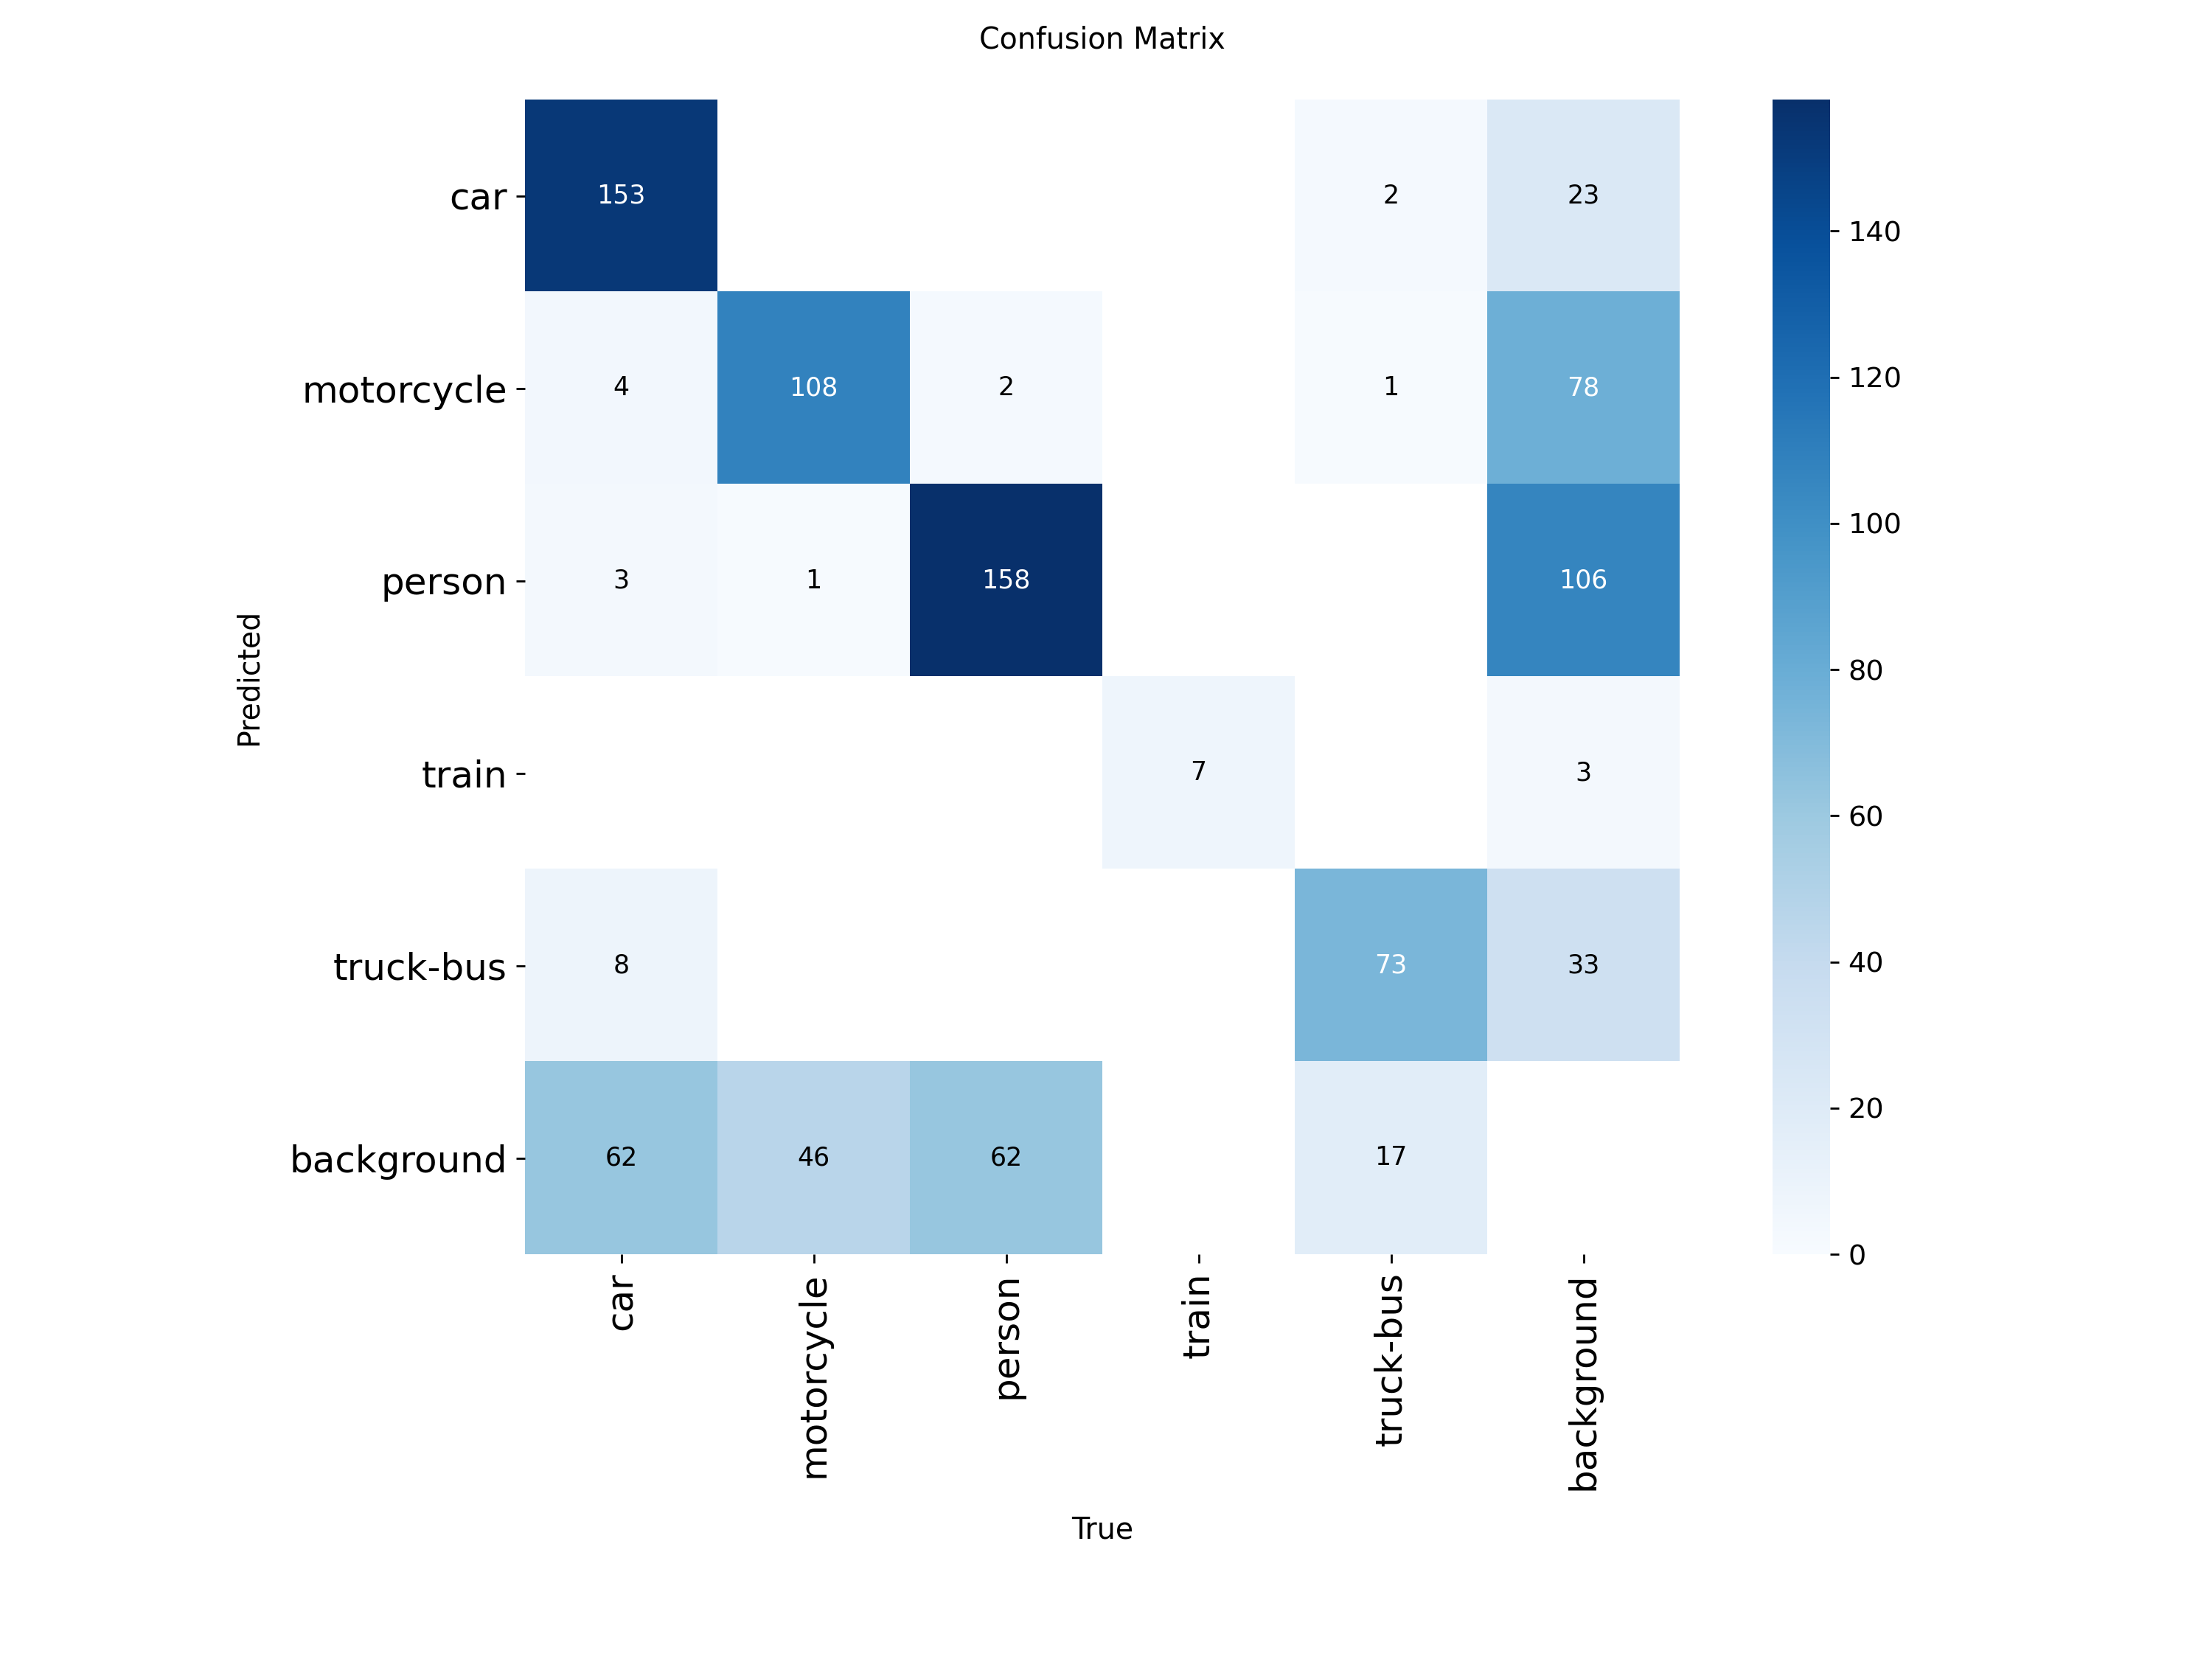 Confusion Matrix
car
153
2
23
140
motorcycle
4
108
2
1
78
120
person
3
1
158
106
100
Predicted
train
7
3
80
truck-bus
8
73
33
60
40
background
62
46
62
17
20
0
car
motorcycle
person
train
truck-bus
background
True